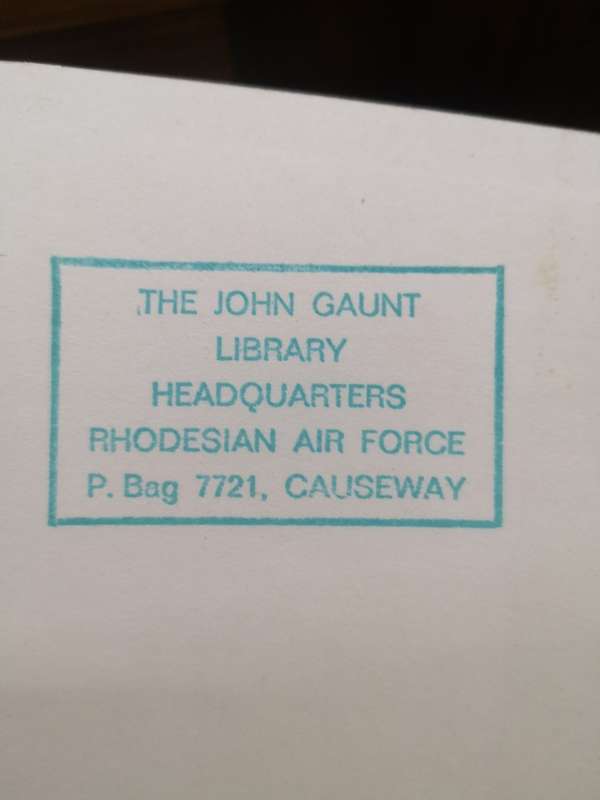 THE JOHN GAUNT
LIBRARY
HEADQUARTERS
RHODESIAN AIR FORCE
P. Bag 7721, CAUSEWAY